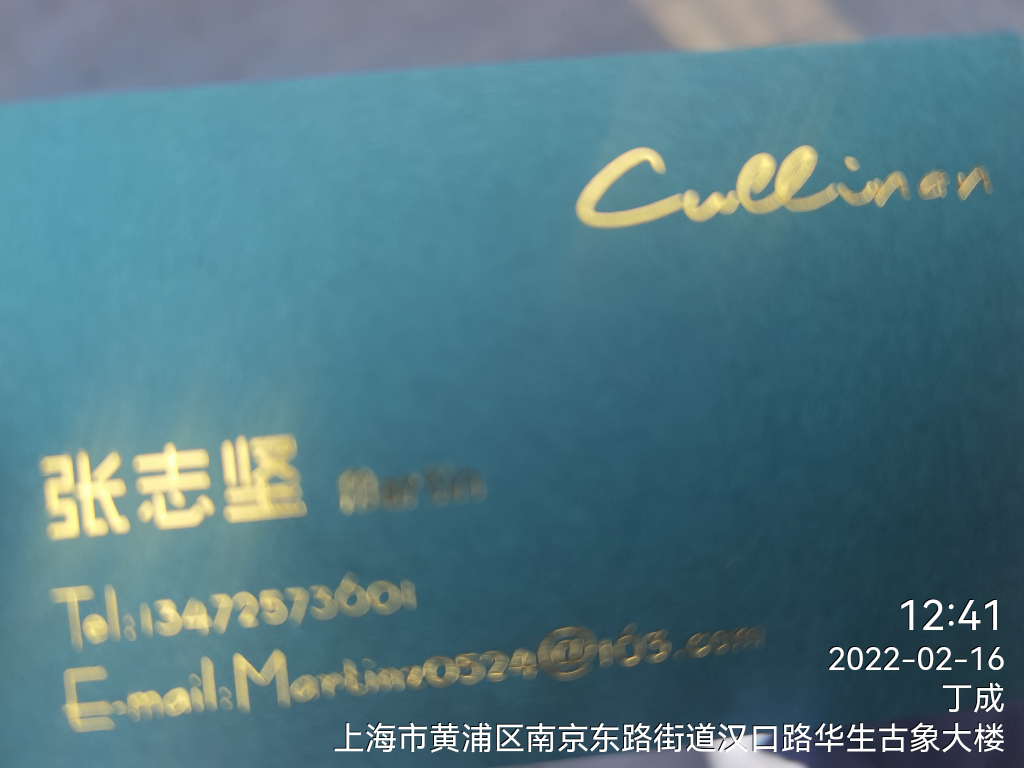 Cullinan
张志坚 Martin
Tel:13472573601
E-mail:Martinz0524@163.com
12:41
2022-02-16
丁成
上海市黄浦区南京东路街道汉口路华生古象大楼